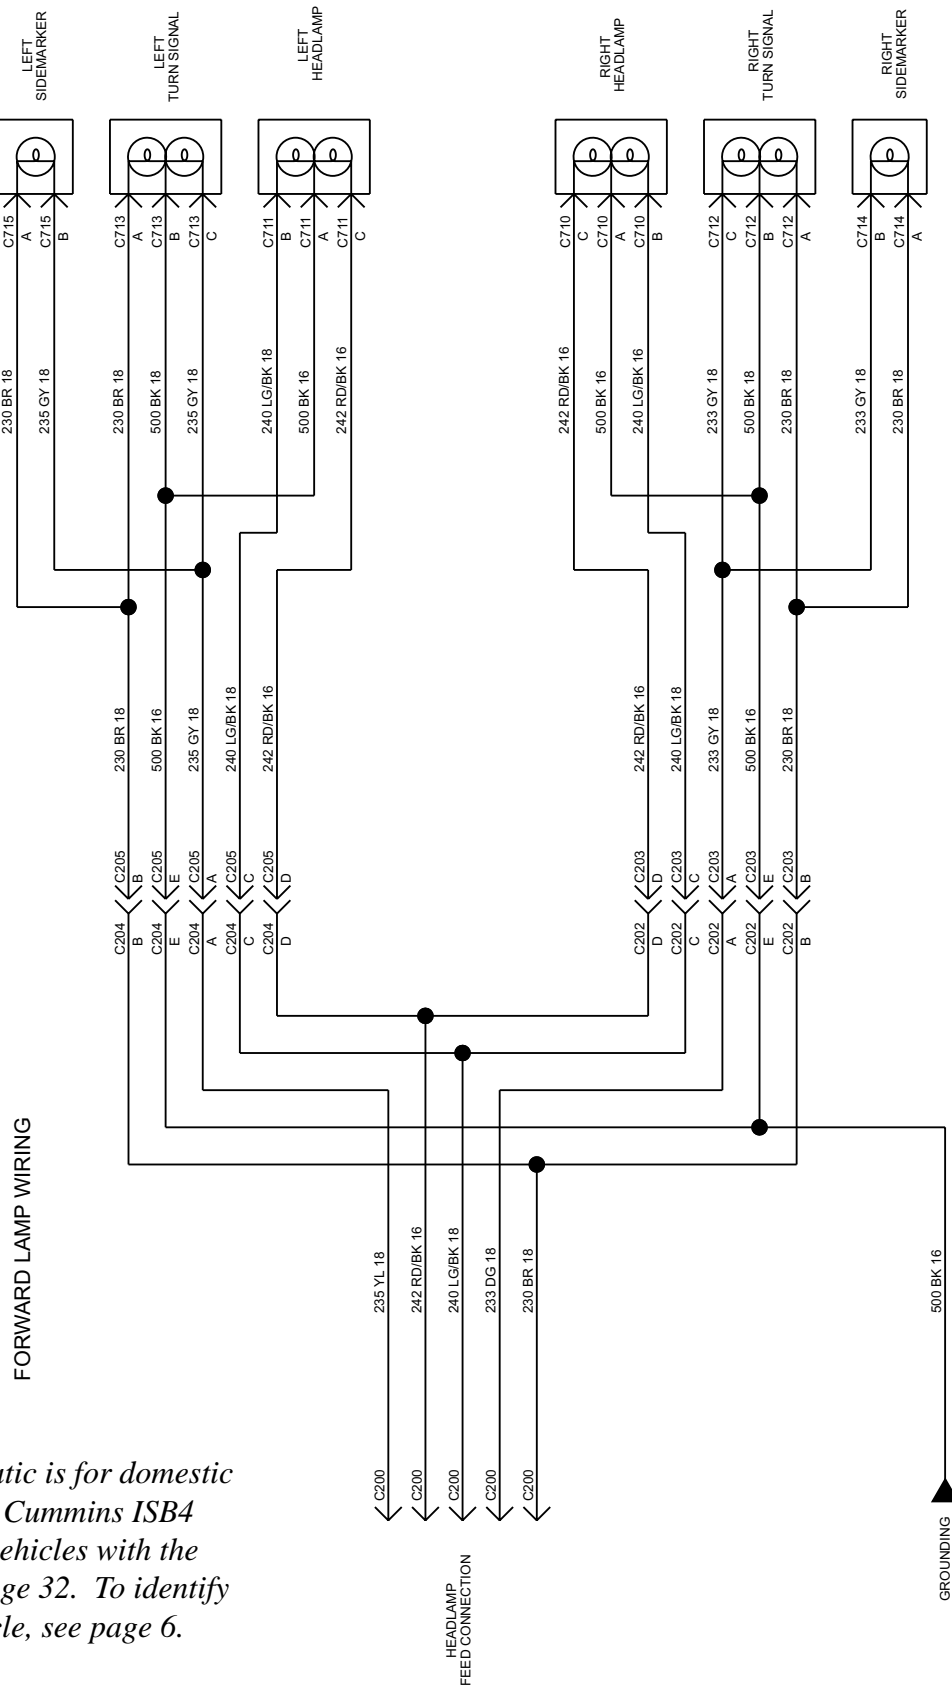 LEFT
SIDEMARKER
LEFT
TURN SIGNAL
LEFT
HEADLAMP
RIGHT
HEADLAMP
RIGHT
TURN SIGNAL
RIGHT
SIDEMARKER
C715
A
C715
B
C713
A
C713
B
C713
C
C711
B
C711
A
C711
C
C710
C
C710
A
C710
B
C712
C
C712
B
C712
A
C714
B
C714
A
230 BR 18
235 GY 18
230 BR 18
500 BK 18
235 GY 18
240 LG/BK 18
500 BK 16
242 RD/BK 16
242 RD/BK 16
500 BK 16
240 LG/BK 16
233 GY 18
500 BK 18
230 BR 18
233 GY 18
230 BR 18
230 BR 18
500 BK 16
235 GY 18
240 LG/BK 18
242 RD/BK 16
242 RD/BK 16
240 LG/BK 18
233 GY 18
500 BK 16
230 BR 18
C205
B
C205
E
C205
A
C205
C
C205
D
C203
D
C203
C
C203
A
C203
E
C203
B
C204
B
C204
E
C204
A
C204
C
C204
D
C202
D
C202
C
C202
A
C202
E
C202
B
FORWARD LAMP WIRING
235 YL 18
242 RD/BK 16
240 LG/BK 18
233 DG 18
230 BR 18
500 BK 16
C200
C200
C200
C200
C200
HEADLAMP
FEED CONNECTION
GROUNDING
is for domestic
Cummins ISB4
with the
32. To identify
see page 6.